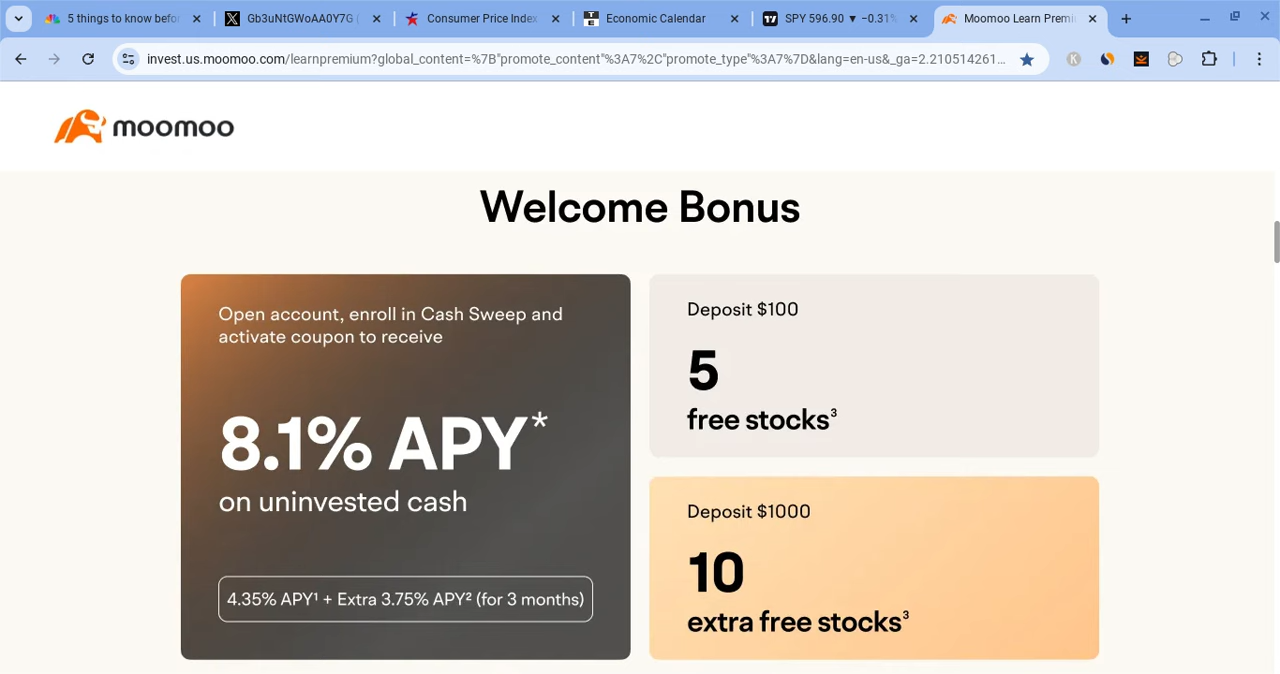 5 things to know befor
Gb3uNtGWoAA0Y7G (
Consumer Price Index
Economic Calendar
SPY 596.90 ▼ −0.31%
Moomoo Learn Premi
invest.us.moomoo.com/learnpremium?global_content=%7B"promote_content"%3A7%2C"promote_type"%3A7%7D&lang=en-us&_ga=2.210514261...
moomoo
Welcome Bonus
Open account, enroll in Cash Sweep and
activate coupon to receive
8.1% APY*
on uninvested cash
4.35% APY¹ + Extra 3.75% APY² (for 3 months)
Deposit $100
5
free stocks³
Deposit $1000
10
extra free stocks³